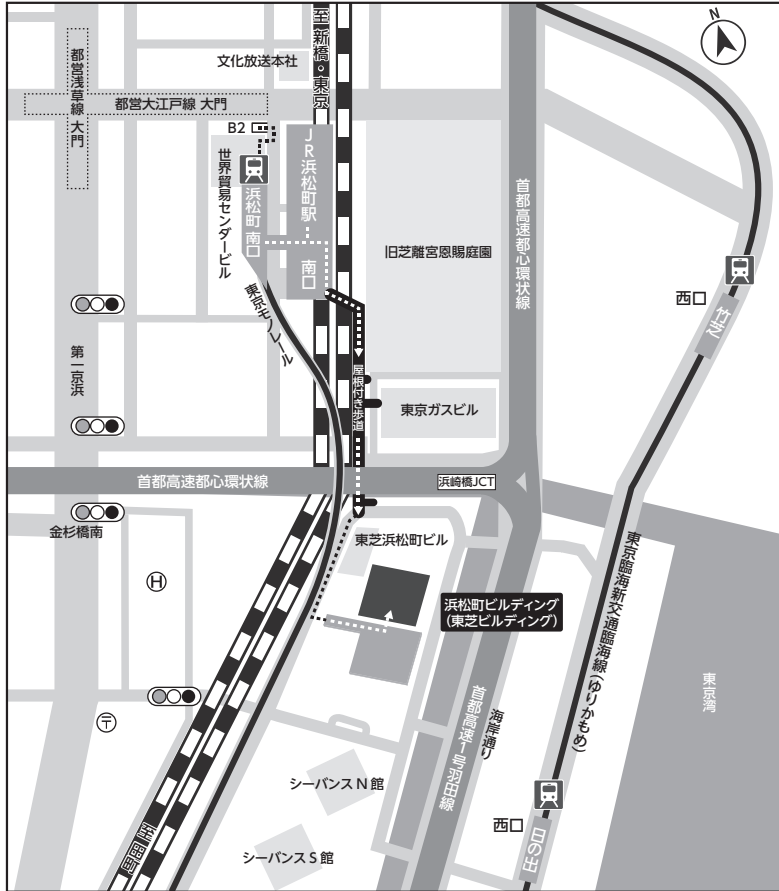 N
至 新橋・東京
文化放送本社
都営浅草線 大門
都営大江戸線 大門
B2
JR浜松町駅
世界貿易センタービル
浜松町
南口
南口
旧芝離宮恩賜庭園
首都高速都心環状線
西口
竹芝
東京モノレール
第一京浜
屋根付き歩道
東京ガスビル
首都高速都心環状線
浜崎橋JCT
金杉橋南
東芝浜松町ビル
H
浜松町ビルディング
(東芝ビルディング)
東京臨海新交通臨海線(ゆりかもめ)
東京湾
〒
首都高速1号羽田線
海岸通り
シーバンスN館
西口
日の出
至 田町
シーバンスS館